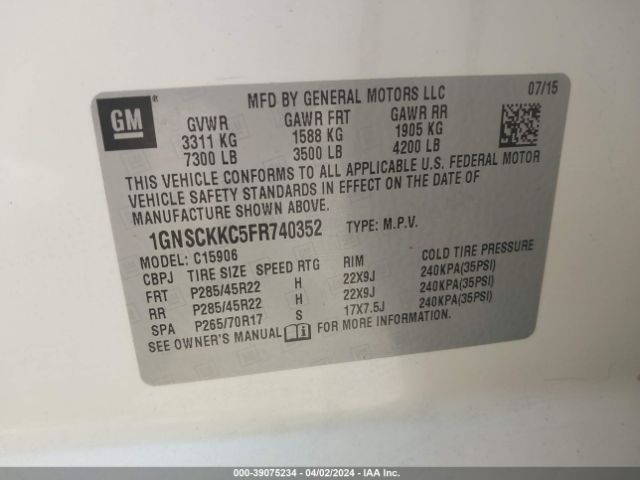 MFD BY GENERAL MOTORS LLC 07/15
GM®
GVWR GAWR FRT GAWR RR
3311 KG 1588 KG 1905 KG
7300 LB 3500 LB 4200 LB
THIS VEHICLE CONFORMS TO ALL APPLICABLE U.S. FEDERAL MOTOR
VEHICLE SAFETY STANDARDS IN EFFECT ON THE DATE OF
MANUFACTURE SHOWN ABOVE.
1GNSCKKC5FR740352 TYPE: M.P.V.
MODEL: C15906
CBPJ TIRE SIZE SPEED RTG RIM COLD TIRE PRESSURE
FRT P285/45R22 H 22X9J 240KPA(35PSI)
RR P285/45R22 H 22X9J 240KPA(35PSI)
SPA P265/70R17 S 17X7.5J 240KPA(35PSI)
SEE OWNER'S MANUAL FOR MORE INFORMATION.
000-39075234 - 04/02/2024 - IAA Inc.